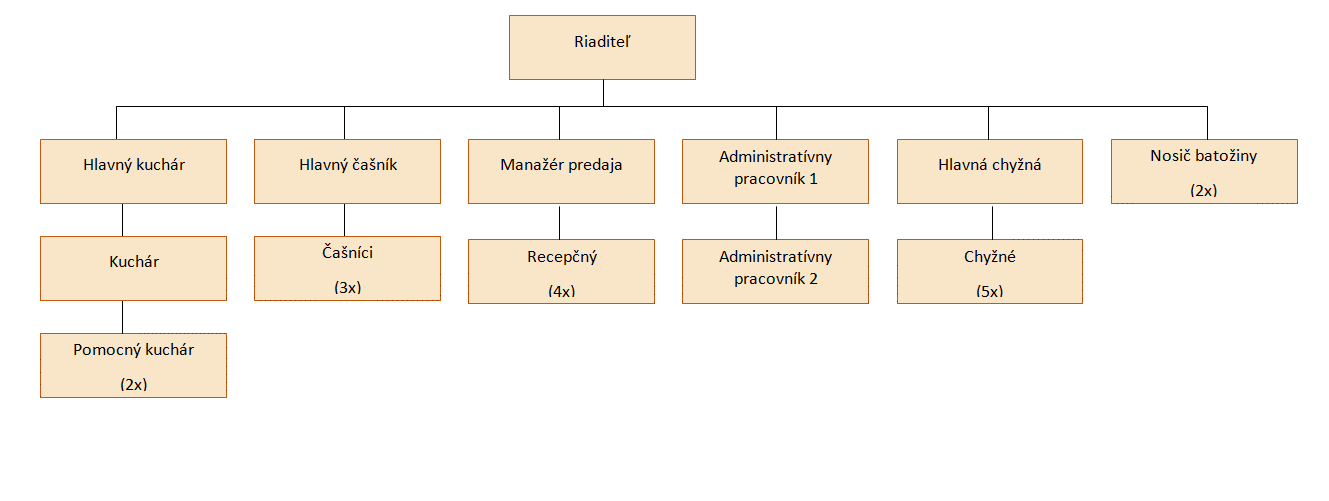 Riaditeľ
Hlavný kuchár
Hlavný čašník
Manažér predaja
Administratívny
pracovník 1
Hlavná chyžná
Nosič batožiny
(2x)
Kuchár
Čašníci
(3x)
Recepčný
(4x)
Administratívny
pracovník 2
Chyžné
(5x)
Pomocný kuchár
(2x)